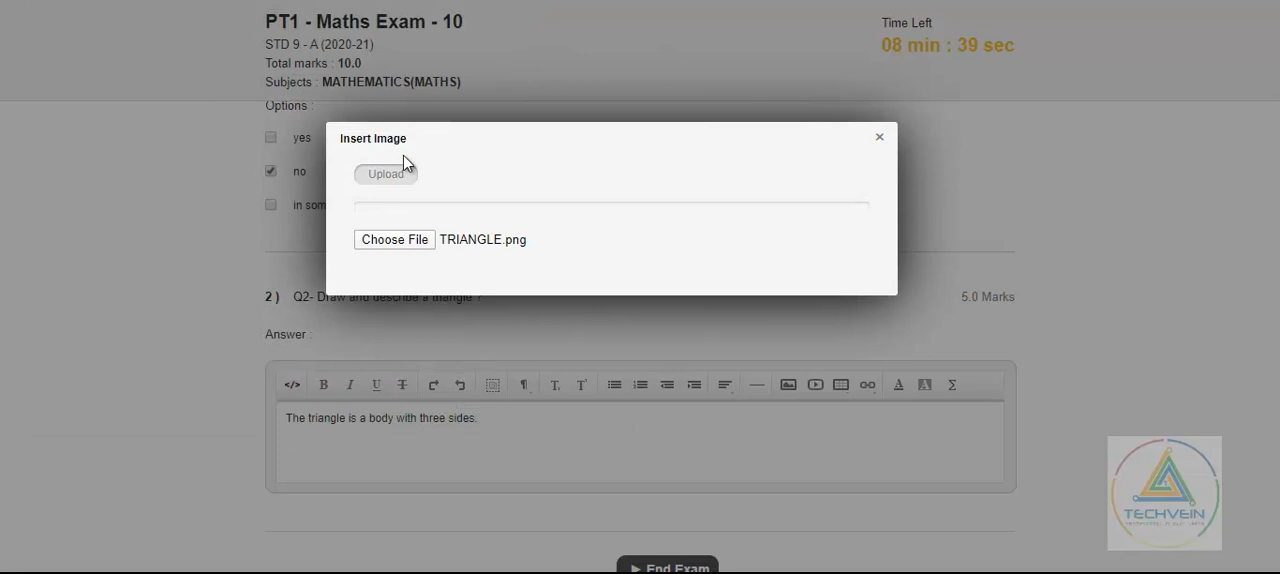 PT1 - Maths Exam - 10
Time Left
STD 9 - A (2020-21)
08 min : 39 sec
Total marks : 10.0
Subjects : MATHEMATICS(MATHS)
Options :
Insert Image
×
yes
Upload
no
in som
Choose File TRIANGLE.png
2 ) Q2- Draw and describe a triangle ?
5.0 Marks
Answer :
The triangle is a body with three sides.
TECHVEIN
End Exam